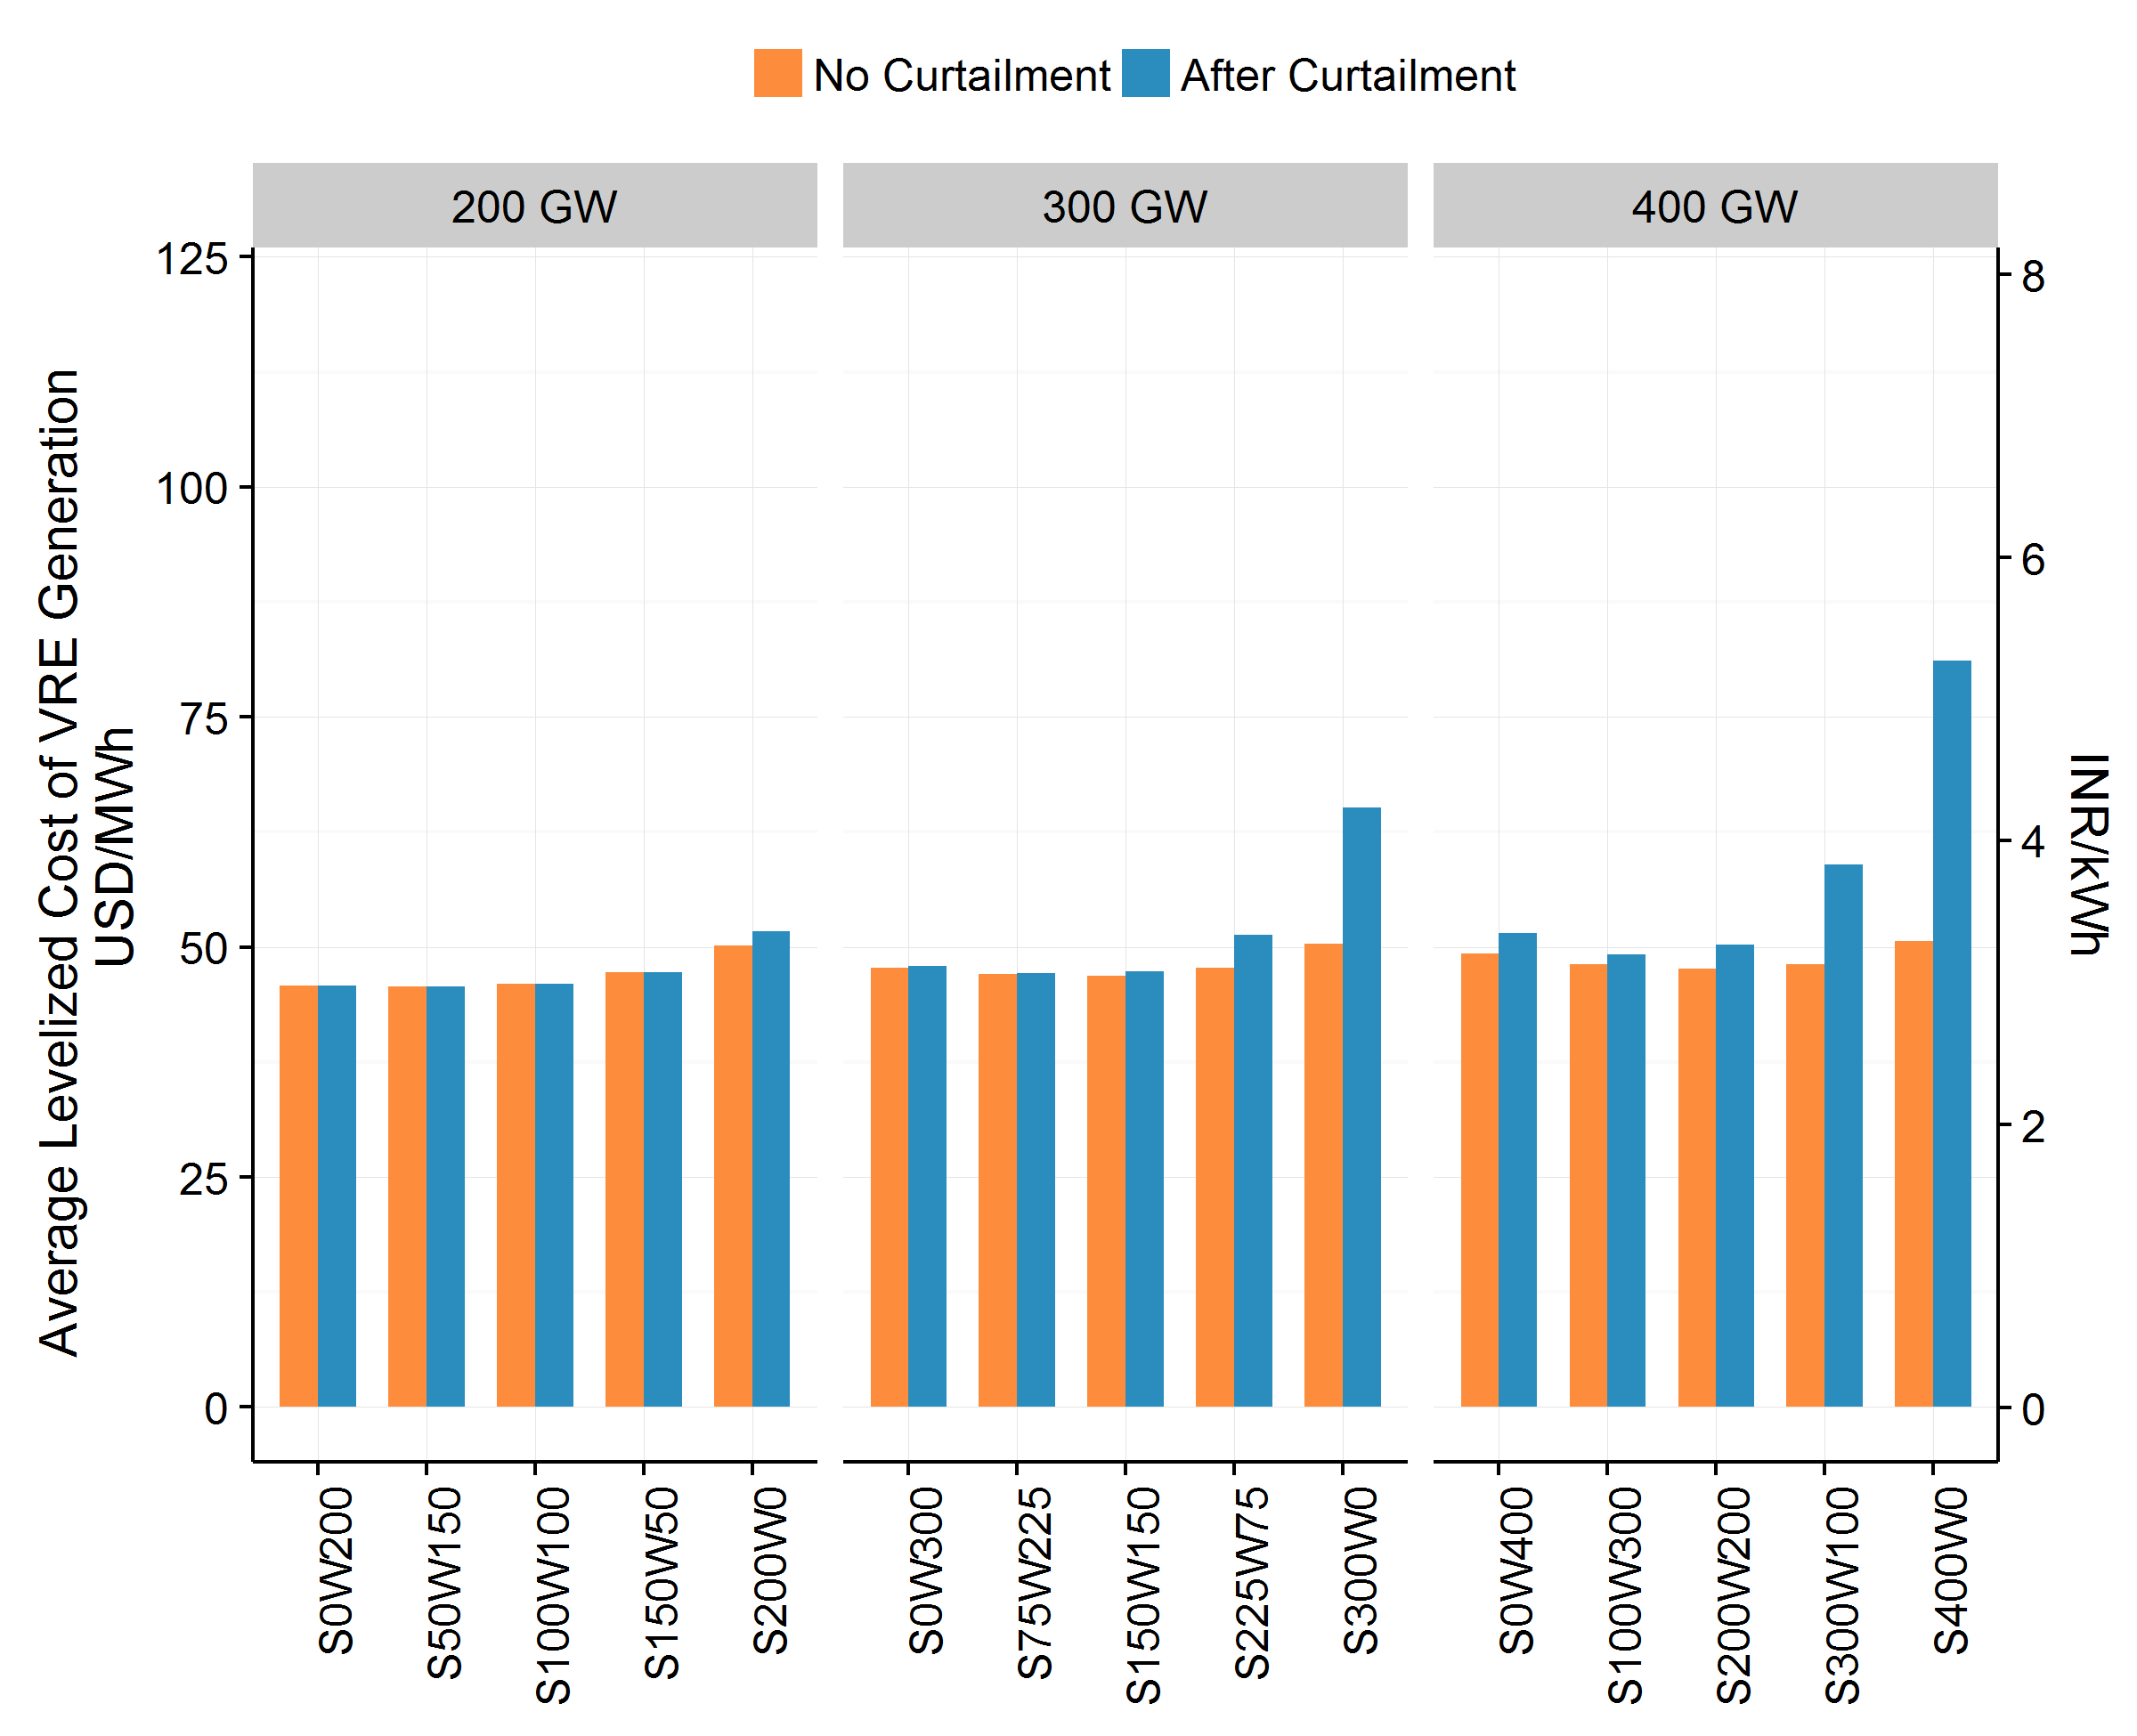 No Curtailment After Curtailment
200 GW 300 GW 400 GW
Average Levelized Cost of VRE Generation
USD/MWh
125
100
75
50
25
0
8
6
4
2
0
INR/kWh
S0W200
S50W150
S100W100
S150W50
S200W0
S0W300
S75W225
S150W150
S225W75
S300W0
S0W400
S100W300
S200W200
S300W100
S400W0